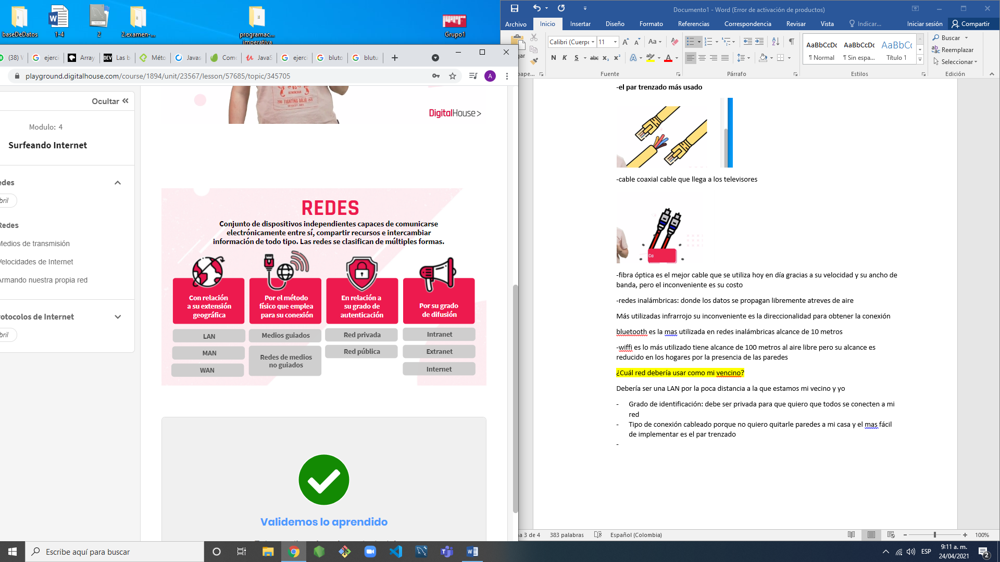 baseDeDatos
1-4
2
2.examen-...
programac...
imperativa
Grupo1
(38)
ejerci
Array
DEV
Las b
Méto
Javas
Como
JavaS
ejerci
bluto
blutu
playground.digitalhouse.com/course/1894/unit/23567/lesson/57685/topic/345705
A
Ocultar
Modulo: 4
Surfeando Internet
edes
bril
Redes
Medios de transmisión
Velocidades de Internet
Armando nuestra propia red
rotocolos de Internet
bril
DigitalHouse>
REDES
Conjunto de dispositivos independientes capaces de comunicarse
electrónicamente entre sí, compartir recursos e intercambiar
información de todo tipo. Las redes se clasifican de múltiples formas.
Con relación
a su extensión
geográfica
LAN
MAN
WAN
Por el método
físico que emplea
para su conexión
Medios guiados
Redes de medios
no guiados
En relación a
su grado de
autenticación
Red privada
Red pública
Por su grado
de difusión
Intranet
Extranet
Internet
Validemos lo aprendido
Documento1 - Word (Error de activación de productos)
Archivo Inicio Insertar Diseño Formato Referencias Correspondencia Revisar Vista Indicar... Iniciar sesión Compartir
gar
Calibri (Cuerpo 11
N K S abc x₂ x²
pape...
Fuente
Párrafo
AaBbCcDc AaBbCcDc AaBbCc
¶ Normal ¶ Sin espa... Título 1
Estilos
Buscar
Reemplazar
Seleccionar
Edición
-el par trenzado más usado
-cable coaxial cable que llega a los televisores
Ca
-fibra óptica es el mejor cable que se utiliza hoy en día gracias a su velocidad y su ancho de
banda, pero el inconveniente es su costo
-redes inalámbricas: donde los datos se propagan libremente atreves de aire
Más utilizadas infrarrojo su inconveniente es la direccionalidad para obtener la conexión
bluetooth es la mas utilizada en redes inalámbricas alcance de 10 metros
-wiffi es lo más utilizado tiene alcance de 100 metros al aire libre pero su alcance es
reducido en los hogares por la presencia de las paredes
¿Cuál red debería usar como mi vencino?
Debería ser una LAN por la poca distancia a la que estamos mi vecino y yo
- Grado de identificación: debe ser privada para que quiero que todos se conecten a mi
red
- Tipo de conexión cableado porque no quiero quitarle paredes a mi casa y el mas fácil
de implementar es el par trenzado
-
na 3 de 4 383 palabras Español (Colombia) 100%
Escribe aquí para buscar
ESP
9:11 a. m.
24/04/2021
2